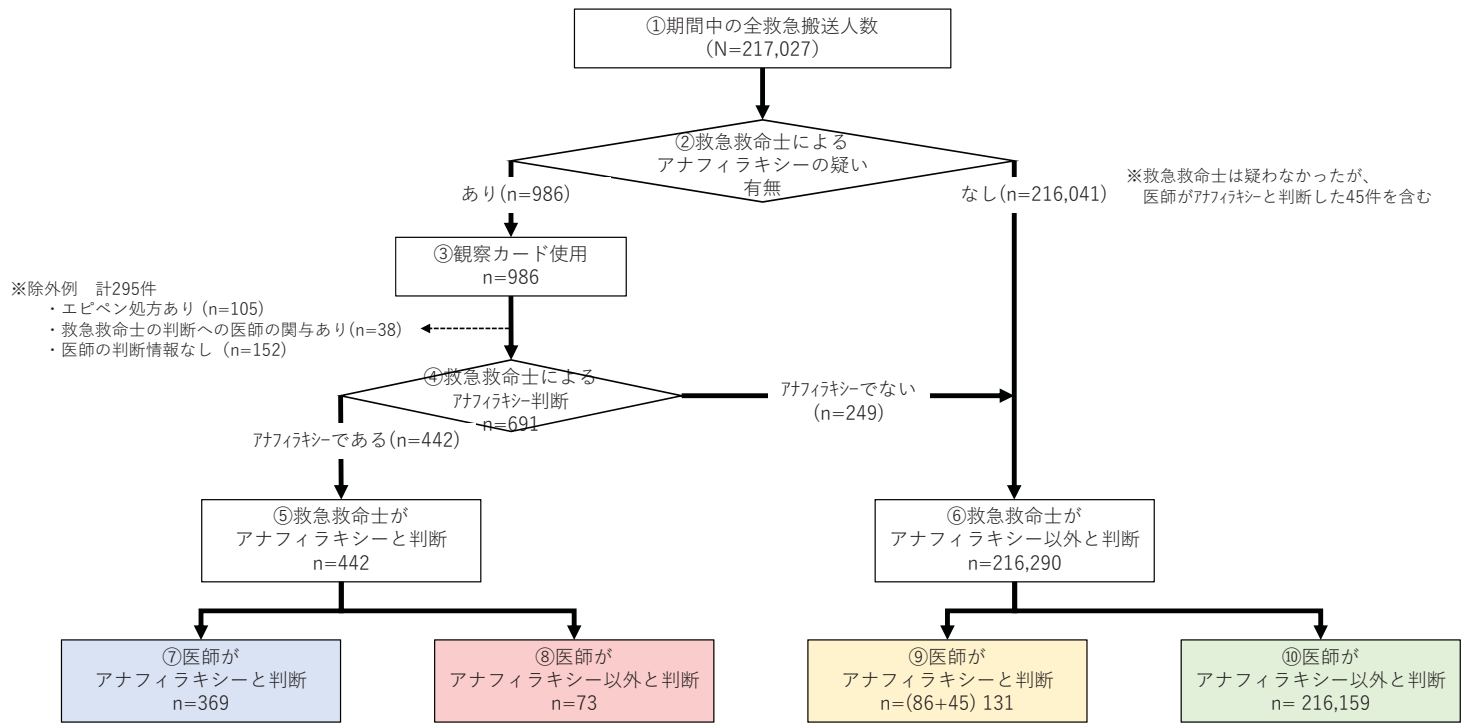 ①期間中の全救急搬送人数
(N=217,027)
②救急救命士による
アナフィラキシーの疑い
有無
あり(n=986)
なし(n=216,041)
※救急救命士は疑わなかったが、
医師がｱﾅﾌｨﾗｷｼｰと判断した45件を含む
③観察カード使用
n=986
※除外例　計295件
・エピペン処方あり (n=105)
・救急救命士の判断への医師の関与あり(n=38)
・医師の判断情報なし (n=152)
④救急救命士による
ｱﾅﾌｨﾗｷｼｰ判断
n=691
ｱﾅﾌｨﾗｷｼｰでない
(n=249)
ｱﾅﾌｨﾗｷｼｰである(n=442)
⑤救急救命士が
アナフィラキシーと判断
n=442
⑥救急救命士が
アナフィラキシー以外と判断
n=216,290
⑦医師が
アナフィラキシーと判断
n=369
⑧医師が
アナフィラキシー以外と判断
n=73
⑨医師が
アナフィラキシーと判断
n=(86+45) 131
⑩医師が
アナフィラキシー以外と判断
n= 216,159